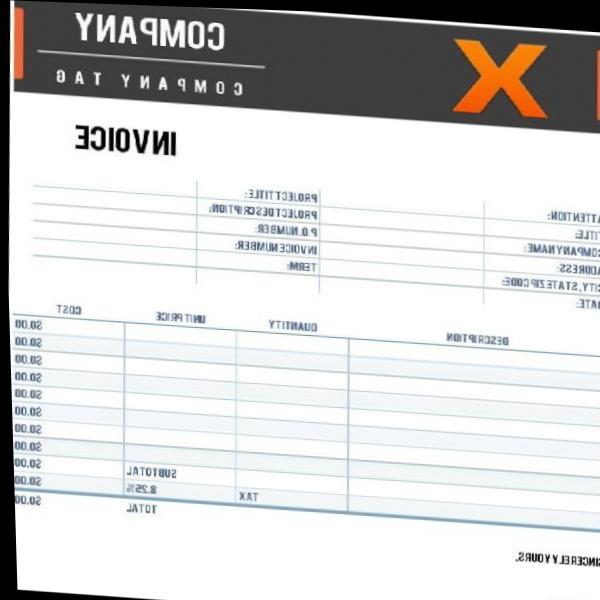 X
COMPANY
COMPANY TAG
INVOICE
ATTENTION: PROJECT TITLE:
TITLE: PROJECT DESCRIPTION:
COMPANY NAME: P.O. NUMBER:
ADDRESS: INVOICE NUMBER:
CITY, STATE ZIP CODE: TERM:
DATE:
DESCRIPTION QUANTITY UNIT PRICE COST
$0.00
$0.00
$0.00
$0.00
$0.00
$0.00
$0.00
$0.00
SUBTOTAL $0.00
TAX 8.25% $0.00
TOTAL $0.00
SINCERELY YOURS,